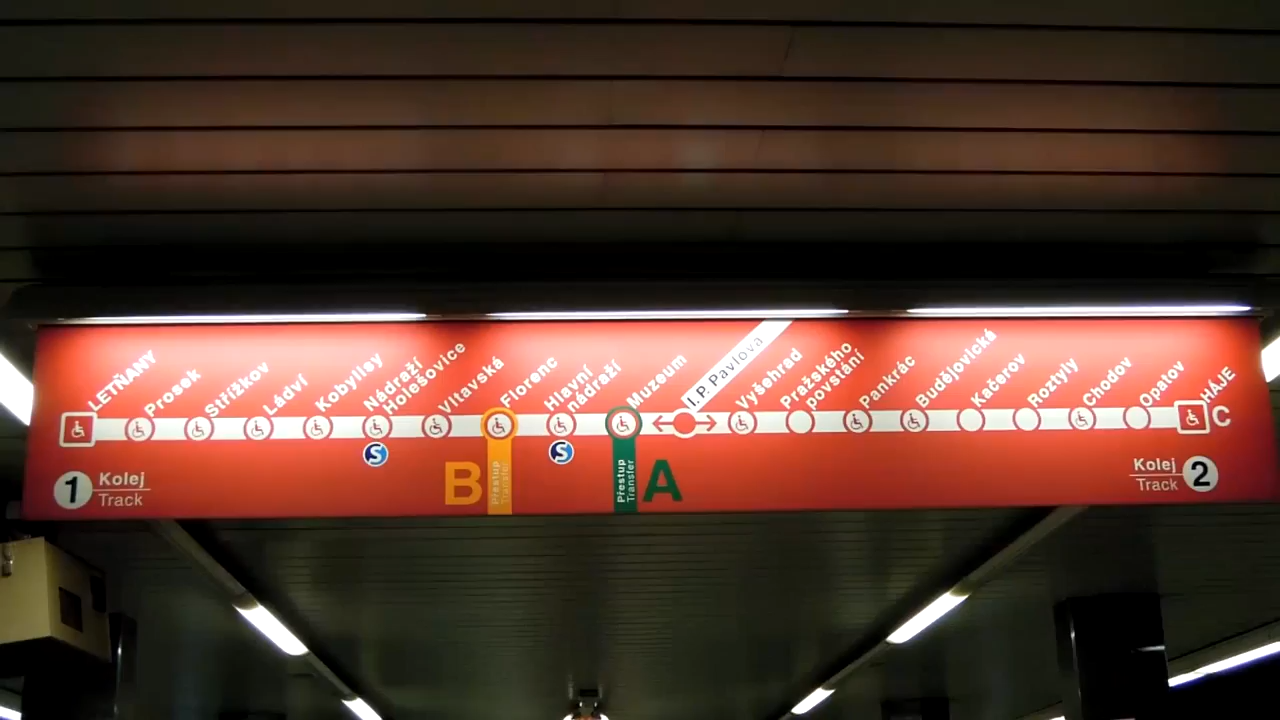 LETŇANY
Prosek
Střížkov
Ládví
Kobylisy
Nádraží
Holešovice
Vltavská
Florenc
Hlavní
nádraží
Muzeum
I.P. Pavlova
Vyšehrad
Pražského
povstání
Pankrác
Budějovická
Kačerov
Roztyly
Chodov
Opatov
HÁJE
C
S
S
1
Kolej
Track
B
Přestup
Transfer
Přestup
Transfer
A
Kolej
Track
2